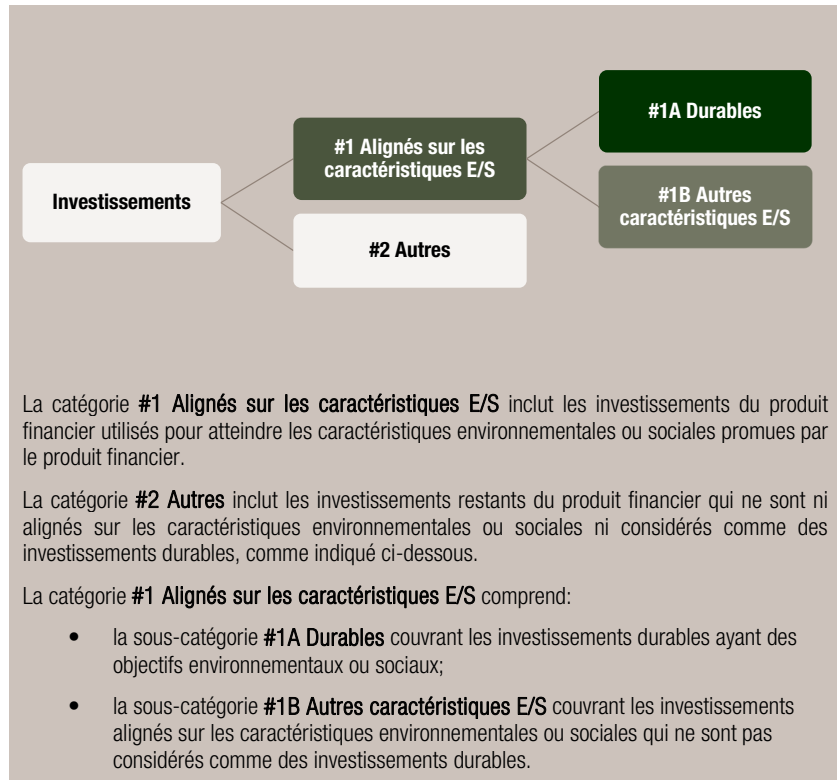 #1A Durables
#1 Alignés sur les
caractéristiques E/S
Investissements
#1B Autres
caractéristiques E/S
#2 Autres
La catégorie #1 Alignés sur les caractéristiques E/S inclut les investissements du produit
financier utilisés pour atteindre les caractéristiques environnementales ou sociales promues par
le produit financier.
La catégorie #2 Autres inclut les investissements restants du produit financier qui ne sont ni
alignés sur les caractéristiques environnementales ou sociales ni considérés comme des
investissements durables, comme indiqué ci-dessous.
La catégorie #1 Alignés sur les caractéristiques E/S comprend:
• la sous-catégorie #1A Durables couvrant les investissements durables ayant des
objectifs environnementaux ou sociaux;
• la sous-catégorie #1B Autres caractéristiques E/S couvrant les investissements
alignés sur les caractéristiques environnementales ou sociales qui ne sont pas
considérés comme des investissements durables.